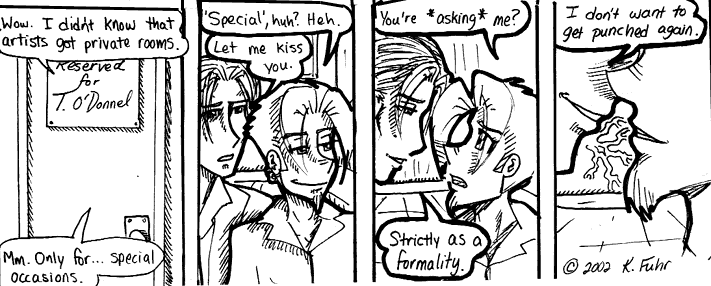 Wow. I didn't know that
artists got private rooms.
Reserved
for
T. O'Donnel
Mm. Only for... special
occasions.
'Special', huh? Heh.
Let me kiss
you.
You're *asking* me?
Strictly as a
formality.
I don't want to
get punched again.
© 2002 K. Fuhr